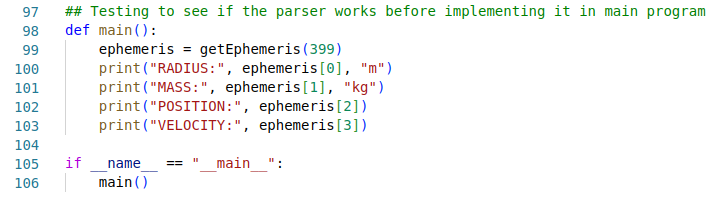 97 ## Testing to see if the parser works before implementing it in main program
98 def main():
99     ephemeris = getEphemeris(399)
100     print("RADIUS:", ephemeris[0], "m")
101     print("MASS:", ephemeris[1], "kg")
102     print("POSITION:", ephemeris[2])
103     print("VELOCITY:", ephemeris[3])
104
105 if __name__ == "__main__":
106     main()